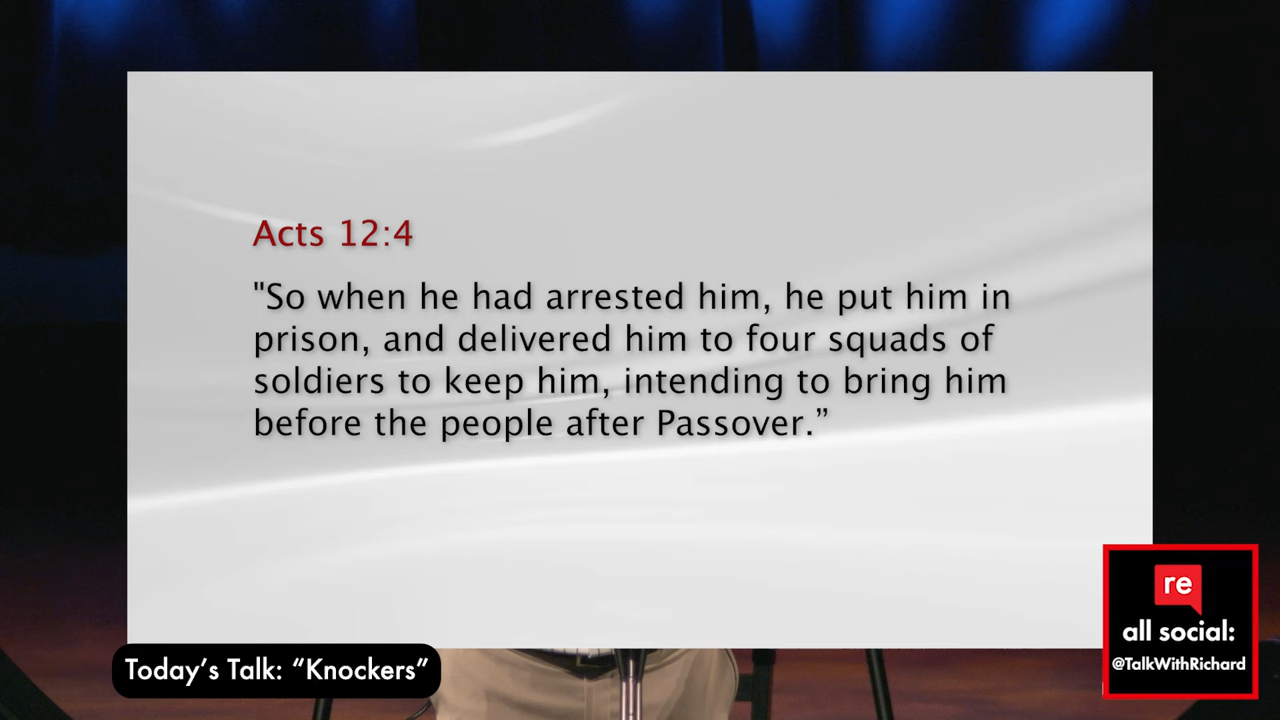 Acts 12:4
"So when he had arrested him, he put him in
prison, and delivered him to four squads of
soldiers to keep him, intending to bring him
before the people after Passover.”
Today’s Talk: “Knockers”
re
all social:
@TalkWithRichard